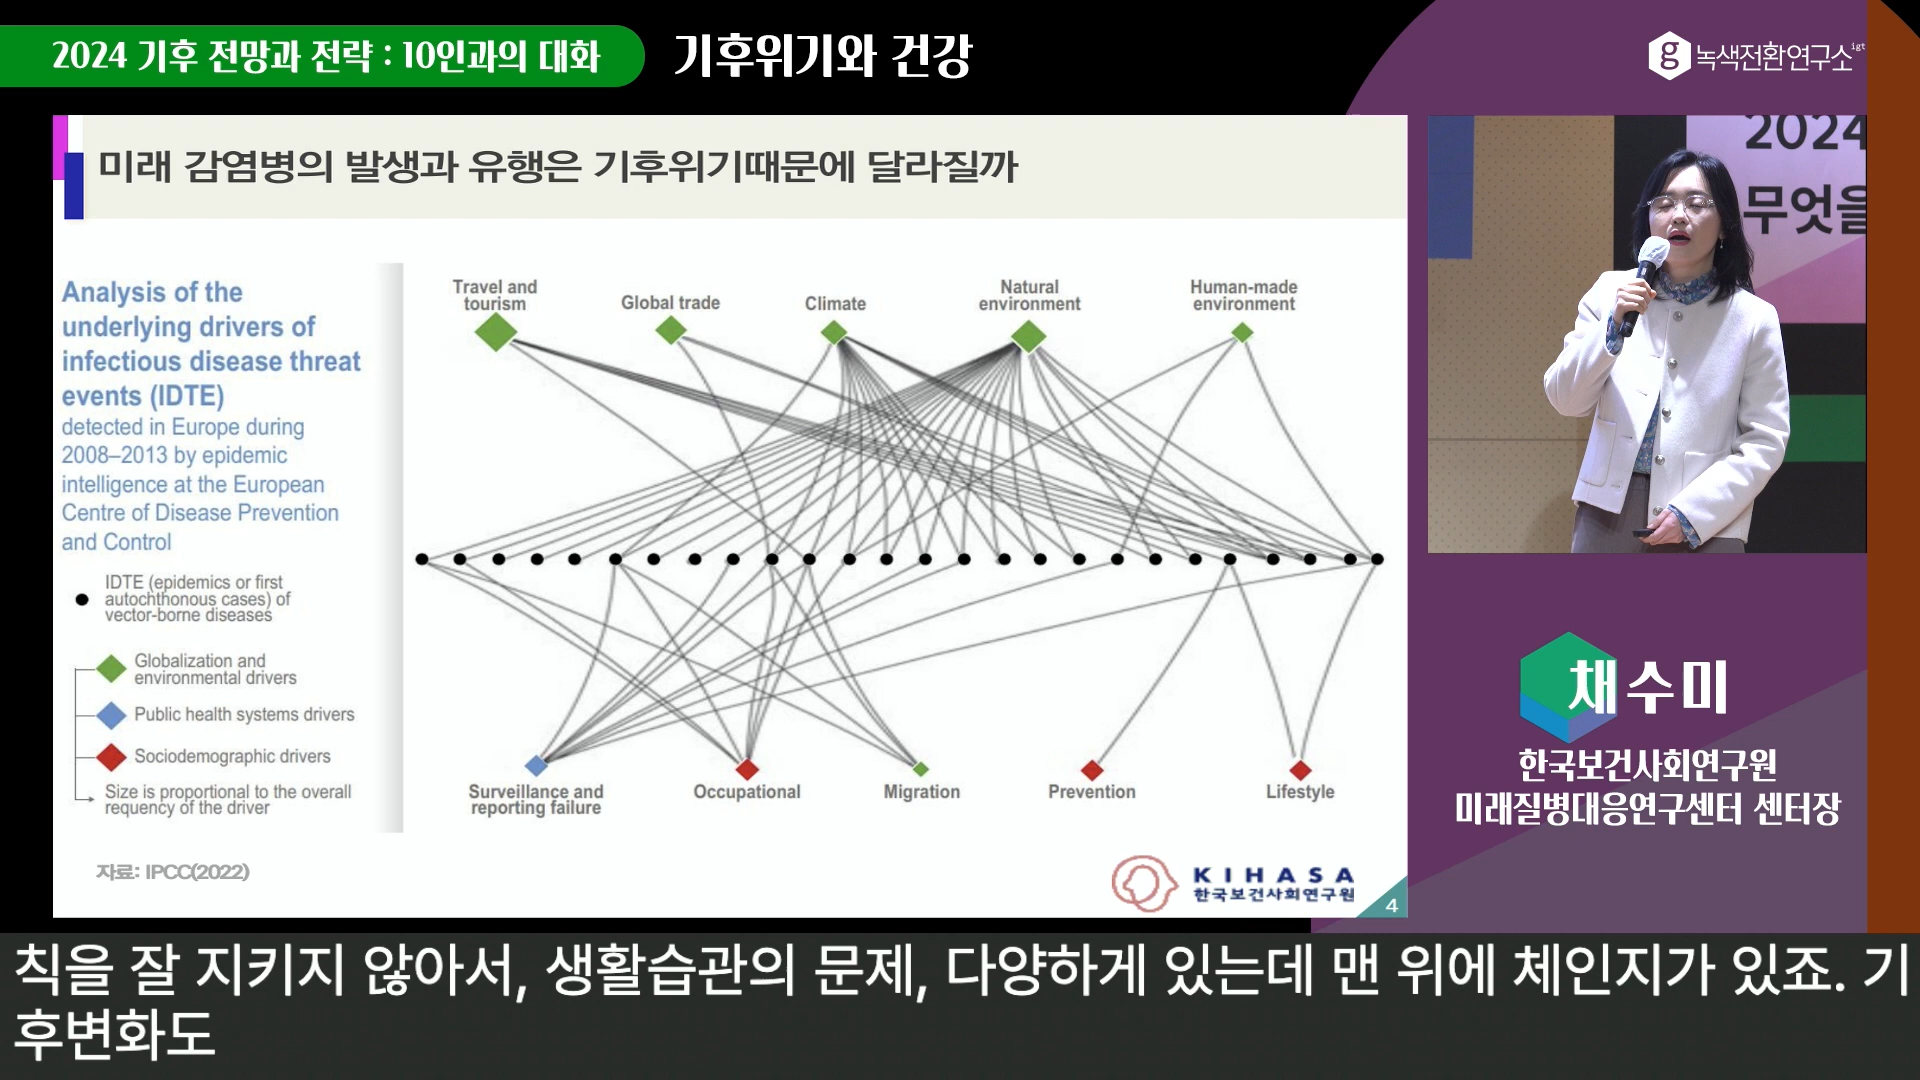 2024 기후 전망과 전략 : 10인과의 대화
기후위기와 건강
g 녹색전환연구소 igt
미래 감염병의 발생과 유행은 기후위기때문에 달라질까
Analysis of the
underlying drivers of
infectious disease threat
events (IDTE)
detected in Europe during
2008–2013 by epidemic
intelligence at the European
Centre of Disease Prevention
and Control
IDTE (epidemics or first
autochthonous cases) of
vector-borne diseases
Globalization and
environmental drivers
Public health systems drivers
Sociodemographic drivers
Size is proportional to the overall
requency of the driver
Travel and
tourism
Global trade
Climate
Natural
environment
Human-made
environment
Surveillance and
reporting failure
Occupational
Migration
Prevention
Lifestyle
자료: IPCC(2022)
KIHASA
한국보건사회연구원
4
2024
무엇을
채수미
한국보건사회연구원
미래질병대응연구센터 센터장
칙을 잘 지키지 않아서, 생활습관의 문제, 다양하게 있는데 맨 위에 체인지가 있죠. 기
후변화도